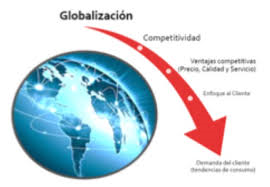 Globalización
Competitividad
Ventajas competitivas
(Precio, Calidad y Servicio)
Enfoque al Cliente
Demanda del cliente
(tendencias de consumo)